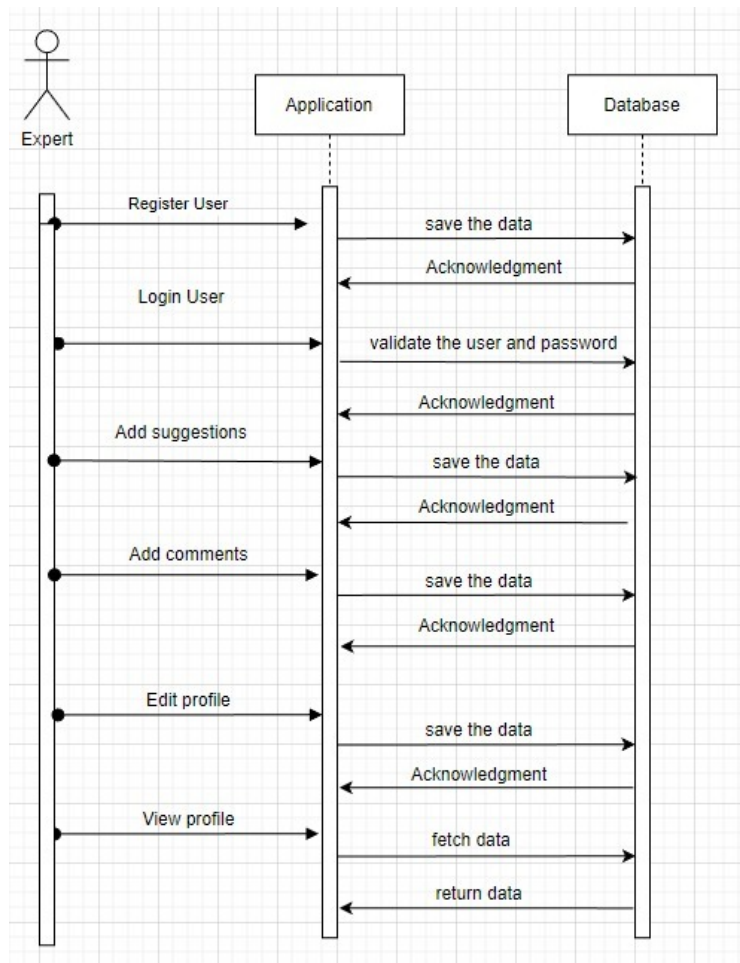 Application
Database
Expert
Register User
save the data
Acknowledgment
Login User
validate the user and password
Acknowledgment
Add suggestions
save the data
Acknowledgment
Add comments
save the data
Acknowledgment
Edit profile
save the data
Acknowledgment
View profile
fetch data
return data